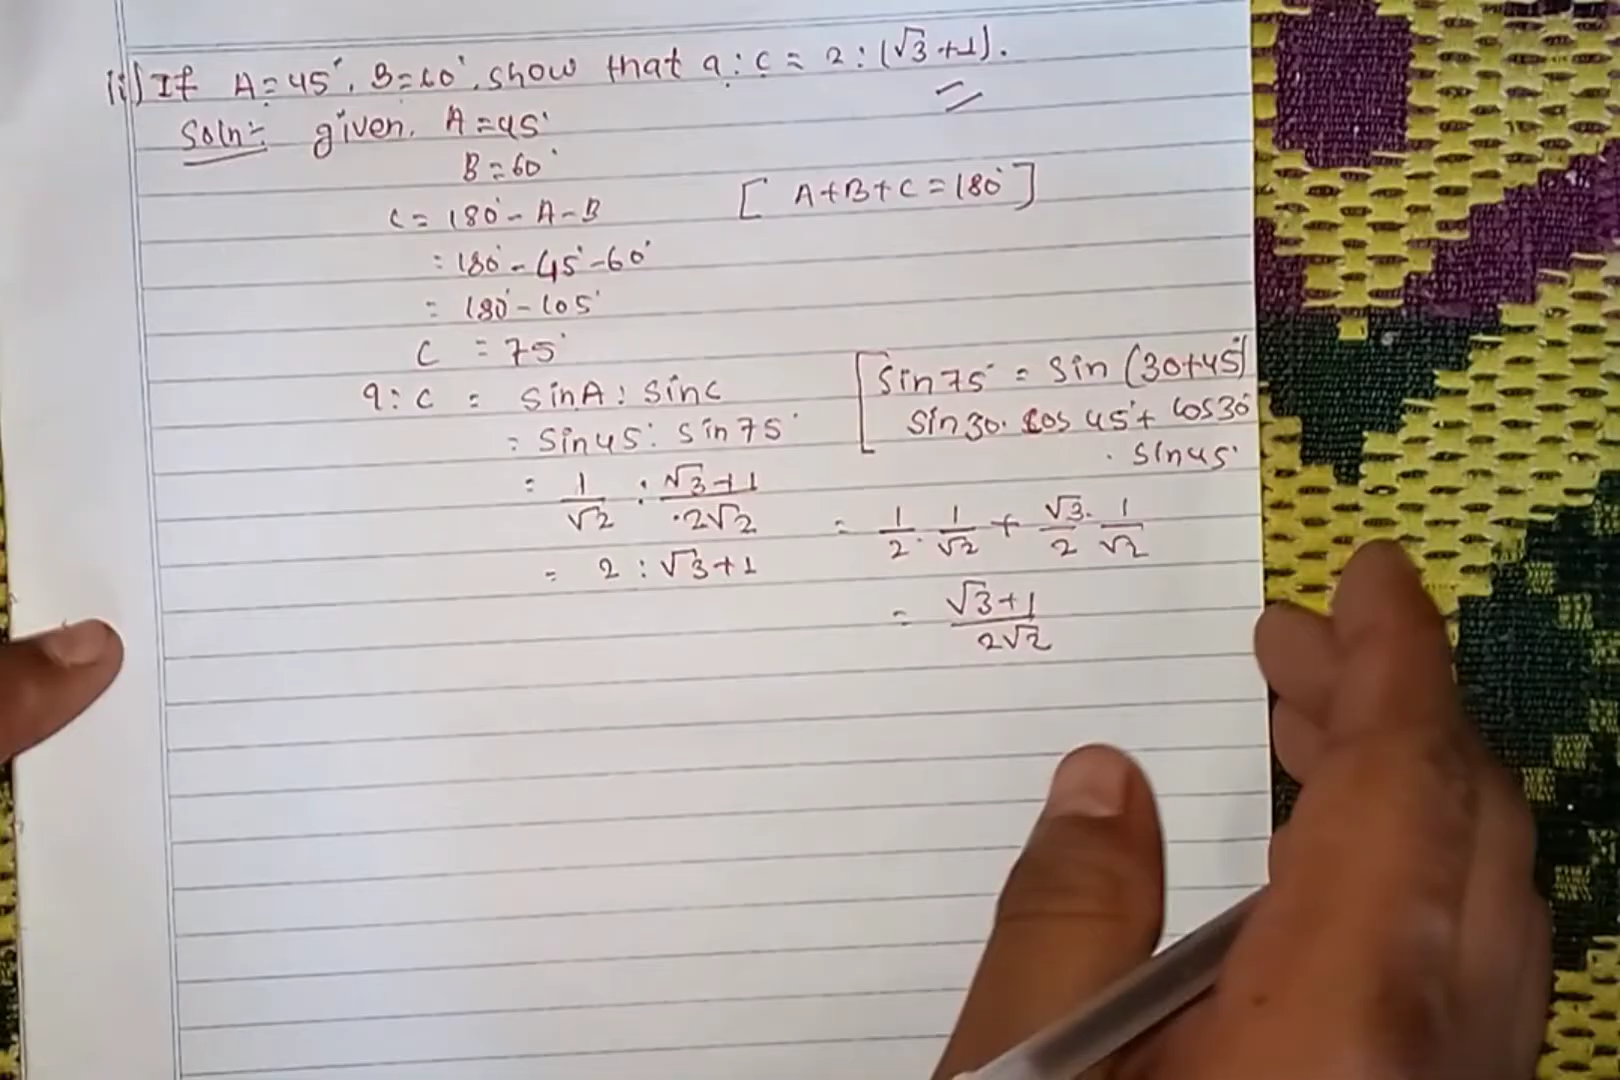 ii) If A=45°, B=60°, show that a:c = 2:(√3+1).
Soln:- given, A=45°
B=60°
C= 180°-A-B [ A+B+C=180° ]
= 180°-45°-60°
= 180°-105°
C = 75°
a:c = sinA : sinc
= sin45° : sin75°
= 1/√2 : √3+1/2√2
= 2 : √3+1
[ sin75° = sin (30+45°)
sin30. cos 45°+ cos30°
. sin45°
= 1/2 . 1/√2 + √3/2 . 1/√2
= √3+1/2√2